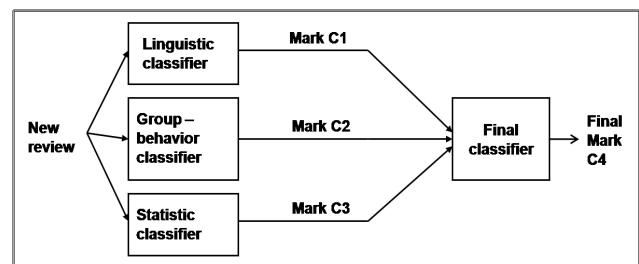 New
review
Linguistic
classifier
Group –
behavior
classifier
Statistic
classifier
Mark C1
Mark C2
Mark C3
Final
classifier
Final
Mark
C4